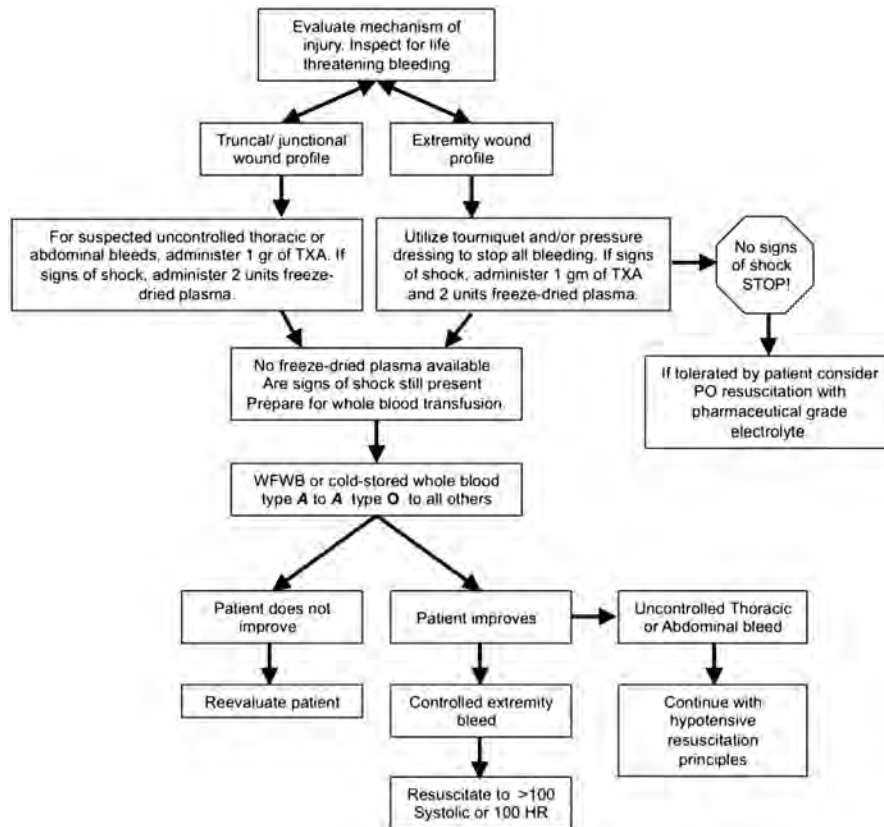 Evaluate mechanism of
injury. Inspect for life
threatening bleeding
Truncal/ junctional
wound profile
Extremity wound
profile
For suspected uncontrolled thoracic or
abdominal bleeds, administer 1 gr of TXA. If
signs of shock, administer 2 units freeze-
dried plasma.
Utilize tourniquet and/or pressure
dressing to stop all bleeding. If signs
of shock, administer 1 gm of TXA
and 2 units freeze-dried plasma.
No signs
of shock
STOP!
No freeze-dried plasma available
Are signs of shock still present
Prepare for whole blood transfusion
If tolerated by patient consider
PO resuscitation with
pharmaceutical grade
electrolyte
WFWB or cold-stored whole blood
type A to A type O to all others
Patient does not
improve
Patient improves
Uncontrolled Thoracic
or Abdominal bleed
Reevaluate patient
Controlled extremity
bleed
Continue with
hypotensive
resuscitation
principles
Resuscitate to >100
Systolic or 100 HR